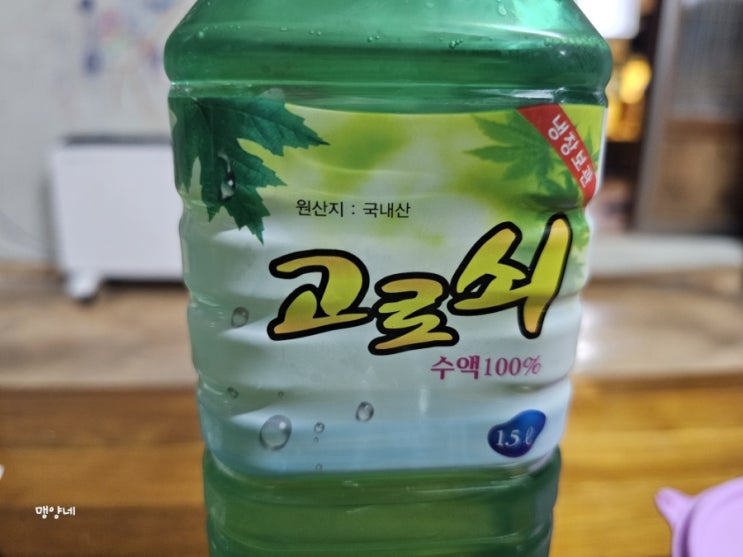 냉장보관
원산지 : 국내산
고로쇠
수액100%
1.5ℓ
맹양네